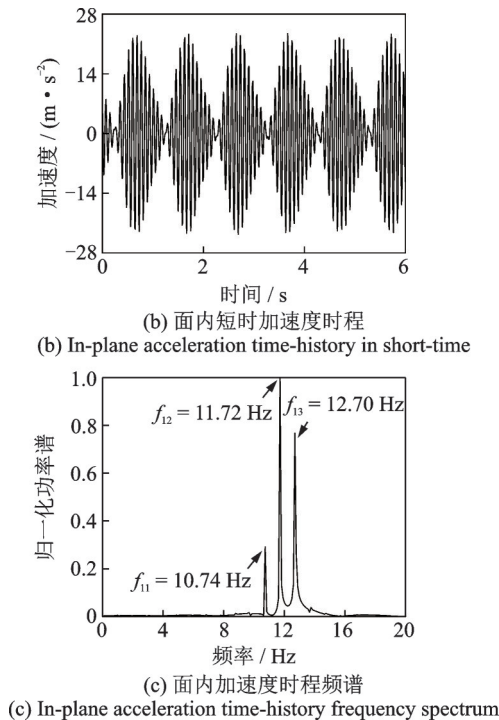 28
14
0
−14
−28
加速度 / (m·s⁻²)
0 2 4 6
时间 / s
(b) 面内短时加速度时程
(b) In-plane acceleration time-history in short-time
1.0
0.8
0.6
0.4
0.2
0
归一化功率谱
f₁₂ = 11.72 Hz
f₁₃ = 12.70 Hz
f₁₁ = 10.74 Hz
0 4 8 12 16 20
频率 / Hz
(c) 面内加速度时程频谱
(c) In-plane acceleration time-history frequency spectrum